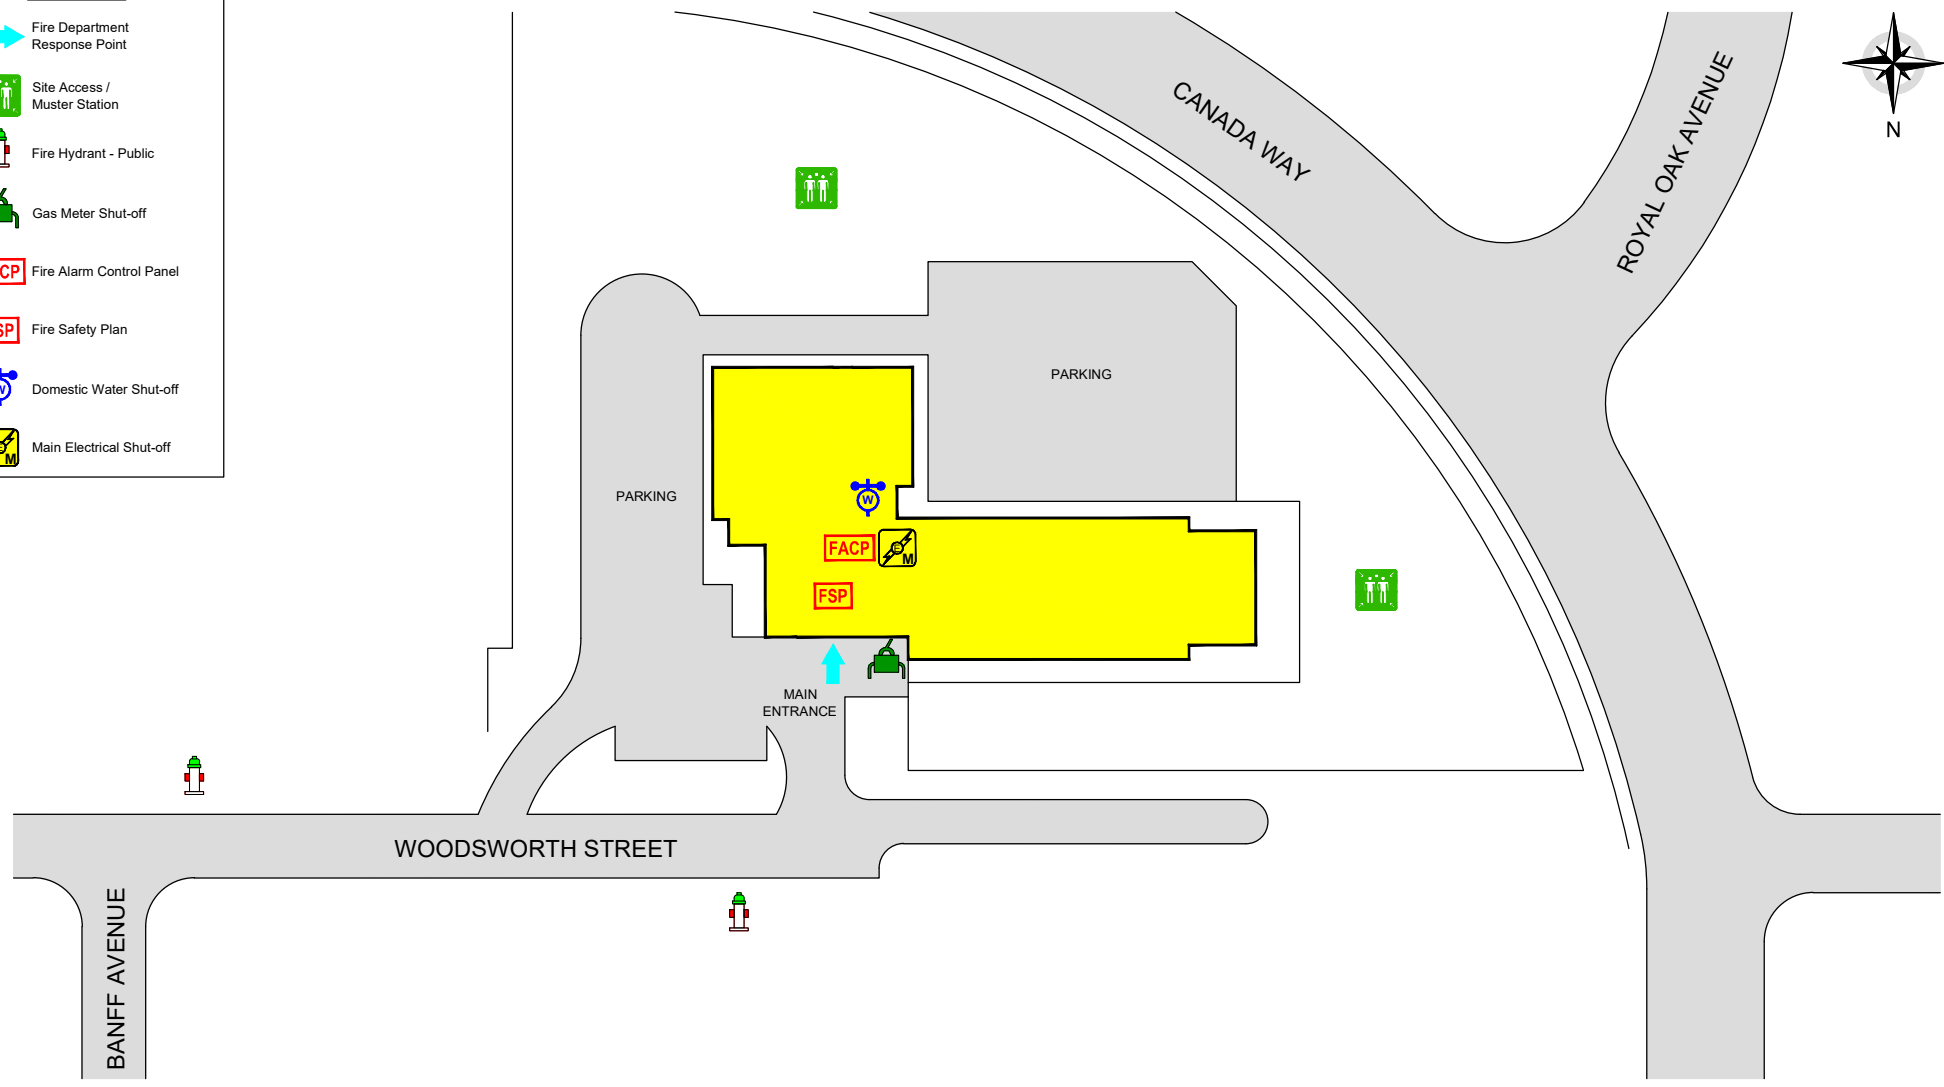 Fire Department
Response Point
Site Access /
Muster Station
Fire Hydrant - Public
Gas Meter Shut-off
CP
Fire Alarm Control Panel
SP
Fire Safety Plan
W
Domestic Water Shut-off
M
Main Electrical Shut-off
CANADA WAY
ROYAL OAK AVENUE
N
PARKING
PARKING
W
FACP
E
M
FSP
MAIN
ENTRANCE
WOODSWORTH STREET
BANFF AVENUE